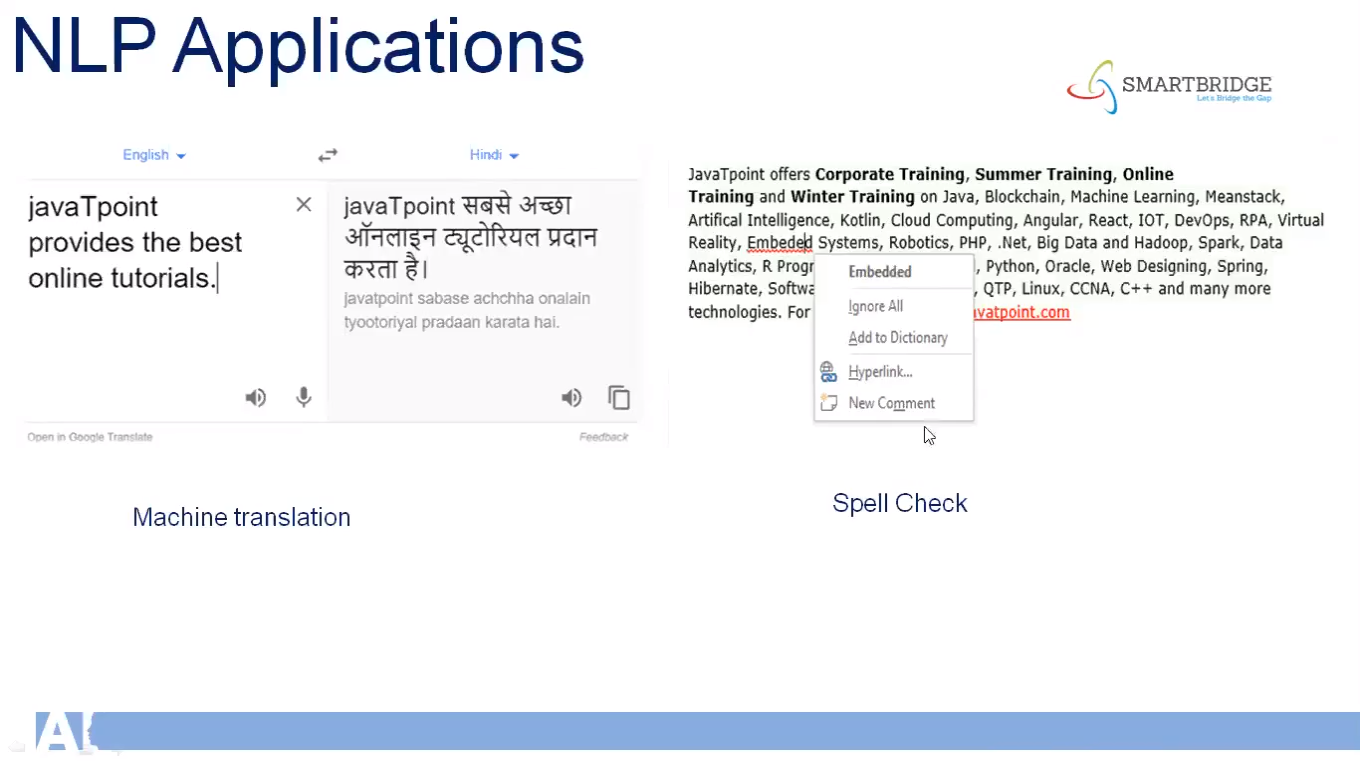 NLP Applications
SMARTBRIDGE
Let's Bridge the Gap
English
Hindi
javaTpoint
provides the best
online tutorials.
javaTpoint सबसे अच्छा
ऑनलाइन ट्यूटोरियल प्रदान
करता है।
javatpoint sabase achchha onalain
tyootoriyal pradaan karata hai.
Open in Google Translate
Feedback
Machine translation
JavaTpoint offers Corporate Training, Summer Training, Online
Training and Winter Training on Java, Blockchain, Machine Learning, Meanstack,
Artifical Intelligence, Kotlin, Cloud Computing, Angular, React, IOT, DevOps, RPA, Virtual
Reality, Embeded Systems, Robotics, PHP, .Net, Big Data and Hadoop, Spark, Data
Analytics, R Progr , Python, Oracle, Web Designing, Spring,
Hibernate, Softwa , QTP, Linux, CCNA, C++ and many more
technologies. For vatpoint.com
Embedded
Ignore All
Add to Dictionary
Hyperlink...
New Comment
Spell Check
AI